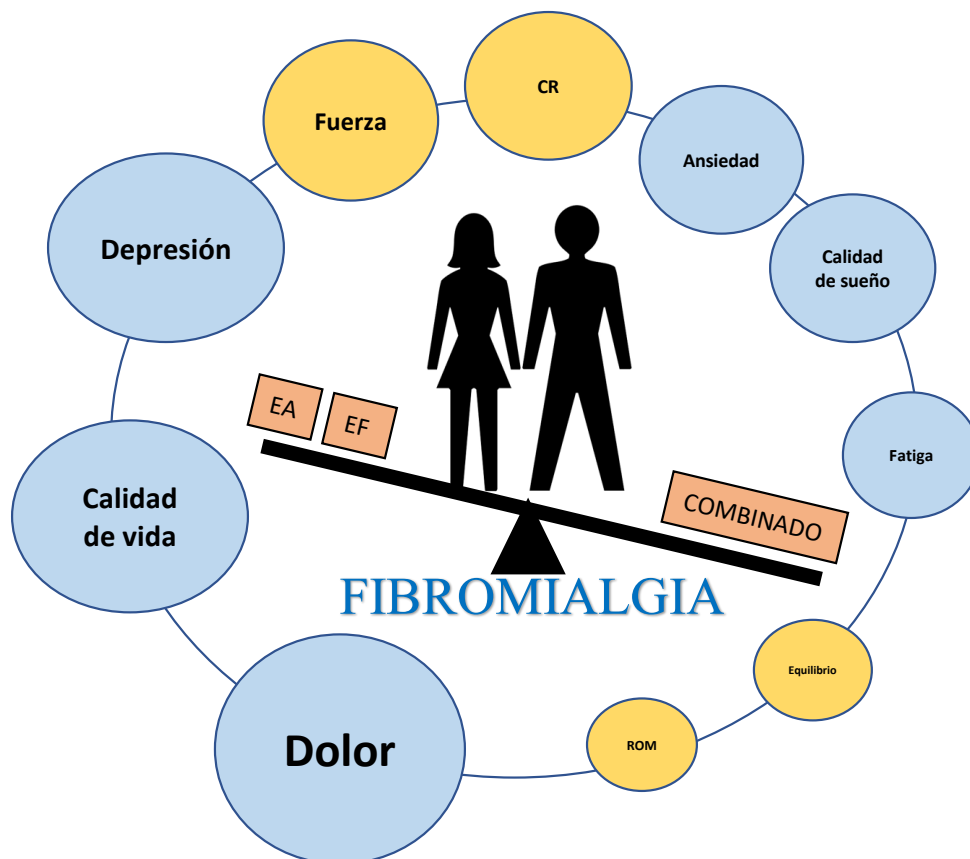 CR
Fuerza
Ansiedad
Depresión
Calidad
de sueño
EA
EF
Fatiga
Calidad
de vida
COMBINADO
FIBROMIALGIA
Equilibrio
Dolor
ROM